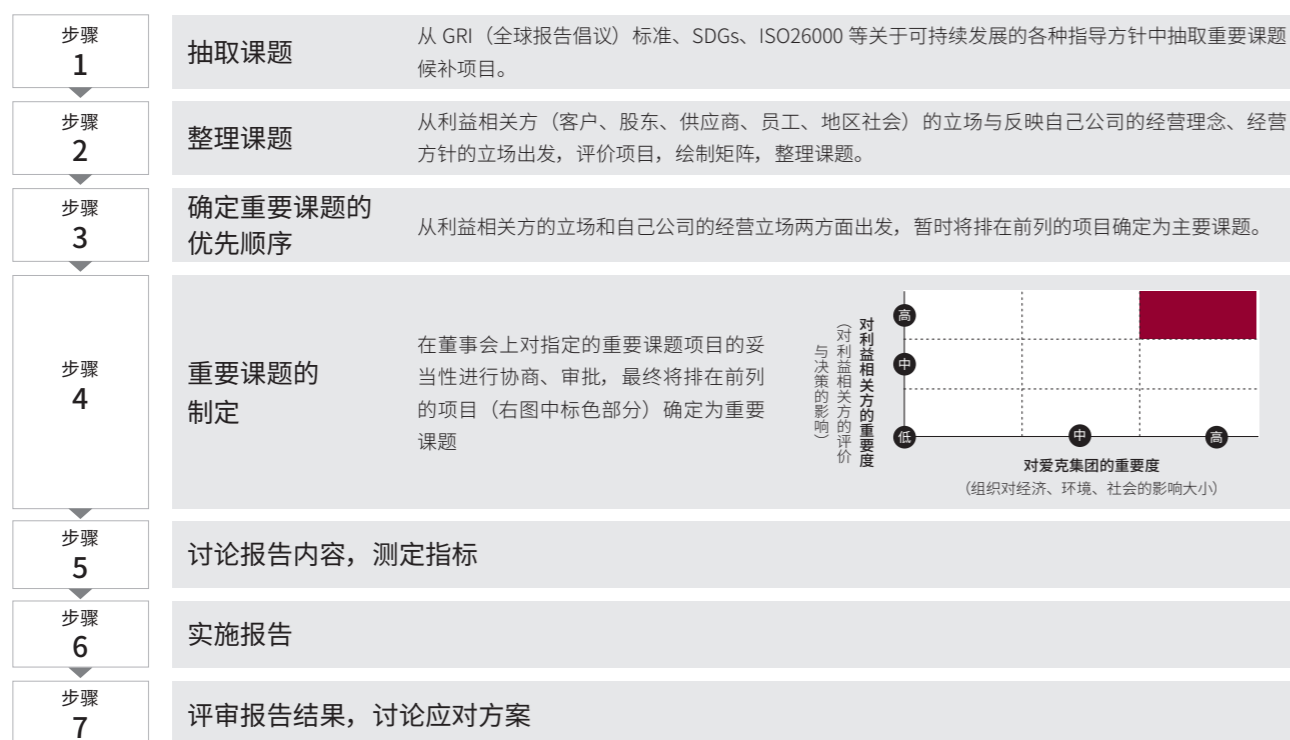 步骤
1
抽取课题
从 GRI（全球报告倡议）标准、SDGs、ISO26000 等关于可持续发展的各种指导方针中抽取重要课题
候补项目。
步骤
2
整理课题
从利益相关方（客户、股东、供应商、员工、地区社会）的立场与反映自己公司的经营理念、经营
方针的立场出发，评价项目，绘制矩阵，整理课题。
步骤
3
确定重要课题的
优先顺序
从利益相关方的立场和自己公司的经营立场两方面出发，暂时将排在前列的项目确定为主要课题。
步骤
4
重要课题的
制定
在董事会上对指定的重要课题项目的妥
当性进行协商、审批，最终将排在前列
的项目（右图中标色部分）确定为重要
课题
对利益相关方的重要度
（对利益相关方的评价
与决策的影响）
高
中
低
中
高
对爱克集团的重要度
（组织对经济、环境、社会的影响大小）
步骤
5
讨论报告内容，测定指标
步骤
6
实施报告
步骤
7
评审报告结果，讨论应对方案